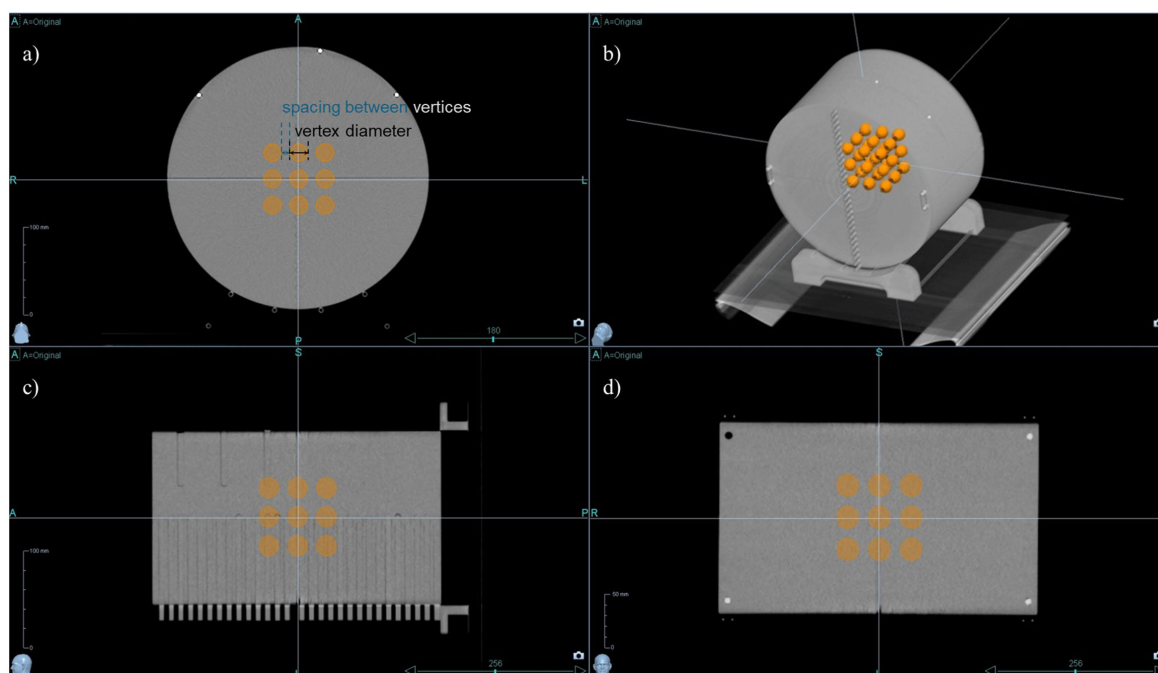 A A=Original
A
a)
spacing between vertices
vertex diameter
R
L
100 mm
0
180
P
A A=Original
b)
A A=Original
S
c)
A
P
100 mm
0
256
A A=Original
S
d)
R
50 mm
0
256